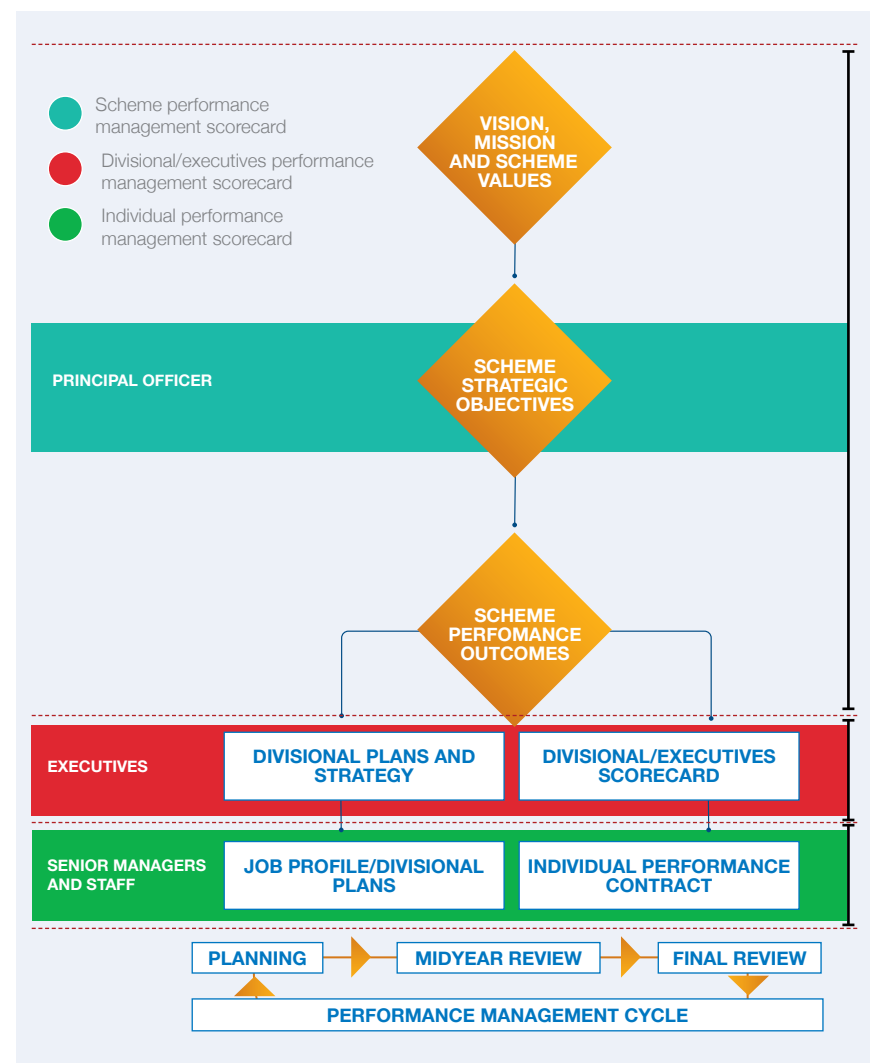 Scheme performance
management scorecard
Divisional/executives performance
management scorecard
Individual performance
management scorecard
VISION,
MISSION
AND SCHEME
VALUES
PRINCIPAL OFFICER
SCHEME
STRATEGIC
OBJECTIVES
SCHEME
PERFOMANCE
OUTCOMES
EXECUTIVES
DIVISIONAL PLANS AND
STRATEGY
DIVISIONAL/EXECUTIVES
SCORECARD
SENIOR MANAGERS
AND STAFF
JOB PROFILE/DIVISIONAL
PLANS
INDIVIDUAL PERFORMANCE
CONTRACT
PLANNING
MIDYEAR REVIEW
FINAL REVIEW
PERFORMANCE MANAGEMENT CYCLE